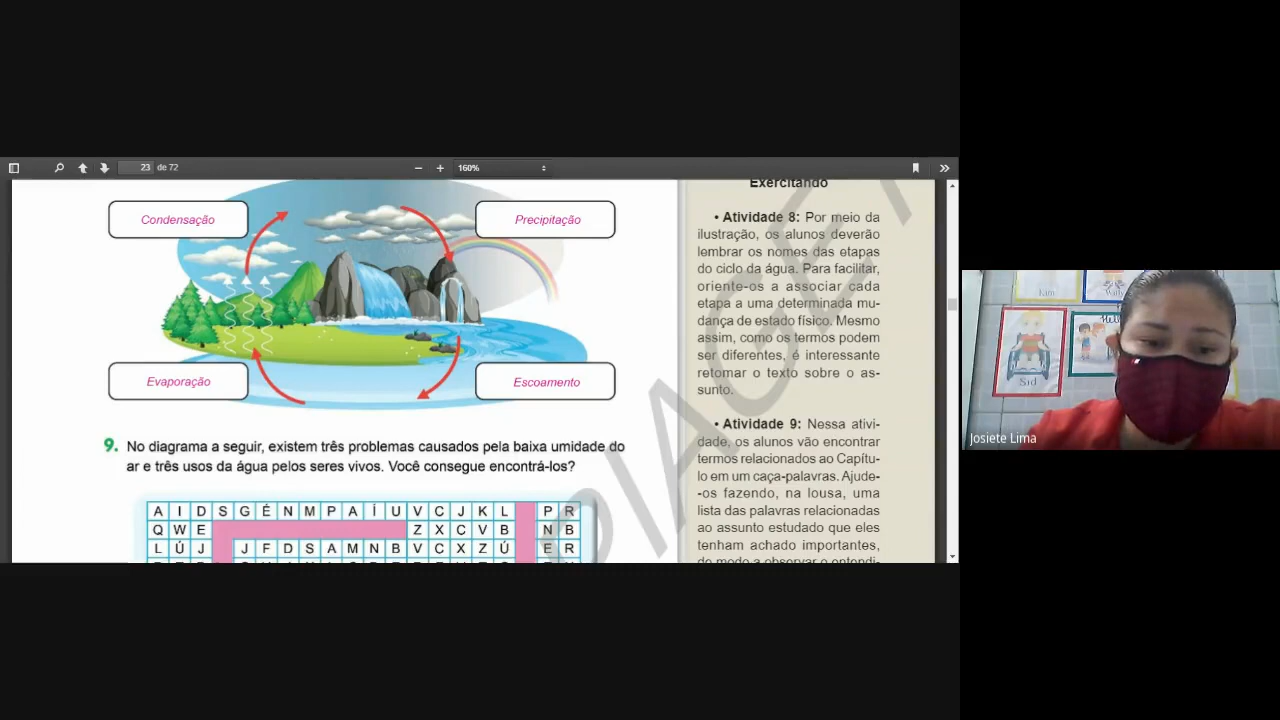 23 de 72
160%
Condensação
Precipitação
Evaporação
Escoamento
9. No diagrama a seguir, existem três problemas causados pela baixa umidade do
ar e três usos da água pelos seres vivos. Você consegue encontrá-los?
A I D S G É N M P A Í U V C J K L P R
Q W E Z X C V B N B
L Ú J J F D S A M N B V C X Z Ú E R
Exercitando
• Atividade 8: Por meio da
ilustração, os alunos deverão
lembrar os nomes das etapas
do ciclo da água. Para facilitar,
oriente-os a associar cada
etapa a uma determinada mu-
dança de estado físico. Mesmo
assim, como os termos podem
ser diferentes, é interessante
retomar o texto sobre o as-
sunto.
• Atividade 9: Nessa ativi-
dade, os alunos vão encontrar
termos relacionados ao Capítu-
lo em um caça-palavras. Ajude-
-os fazendo, na lousa, uma
lista das palavras relacionadas
ao assunto estudado que eles
tenham achado importantes,
de modo a observar o entendi-
PIAGET
Sid
Josiete Lima